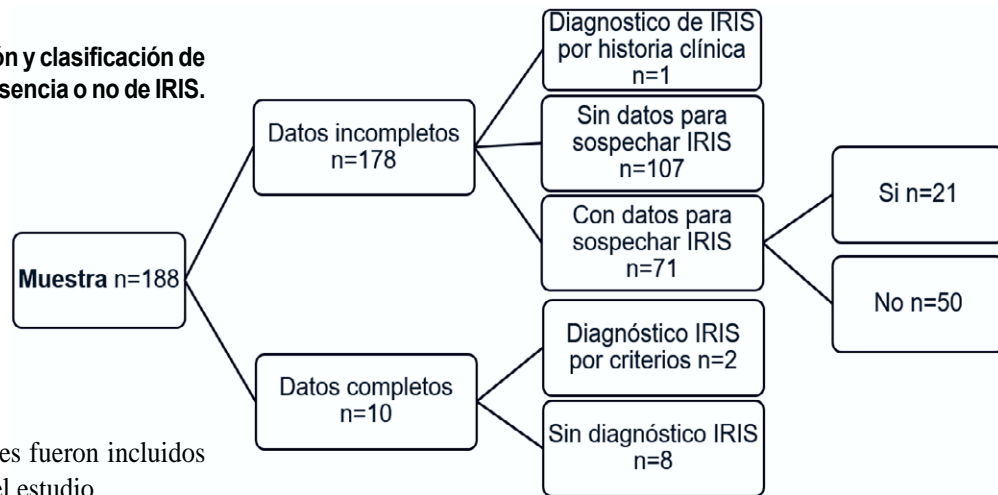 ón y clasificación de
sencia o no de IRIS.
Muestra n=188
Datos incompletos
n=178
Datos completos
n=10
Diagnostico de IRIS
por historia clínica
n=1
Sin datos para
sospechar IRIS
n=107
Con datos para
sospechar IRIS
n=71
Diagnóstico IRIS
por criterios n=2
Sin diagnóstico IRIS
n=8
Si n=21
No n=50
es fueron incluidos
el estudio